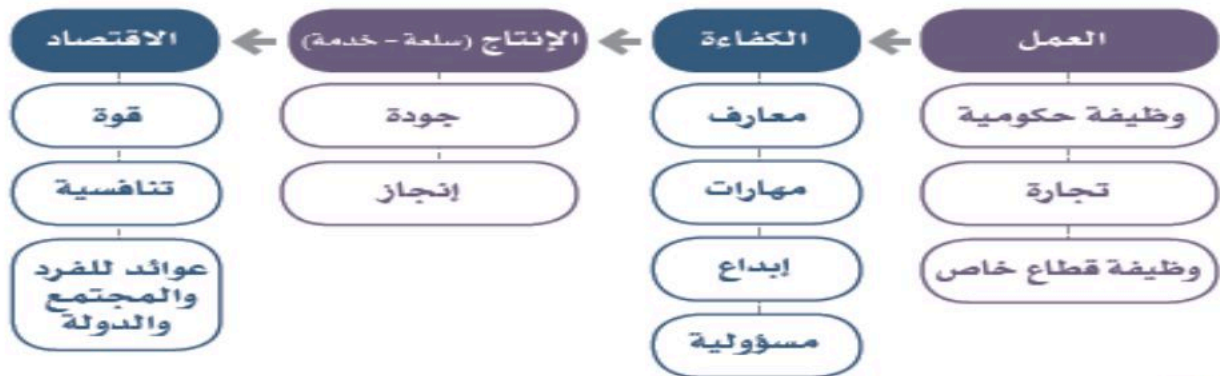 العمل
وظيفة حكومية
تجارة
وظيفة قطاع خاص
الكفاءة
معارف
مهارات
إبداع
مسؤولية
الإنتاج (سلعة - خدمة)
جودة
إنجاز
الاقتصاد
قوة
تنافسية
عوائد للفرد
والمجتمع
والدولة